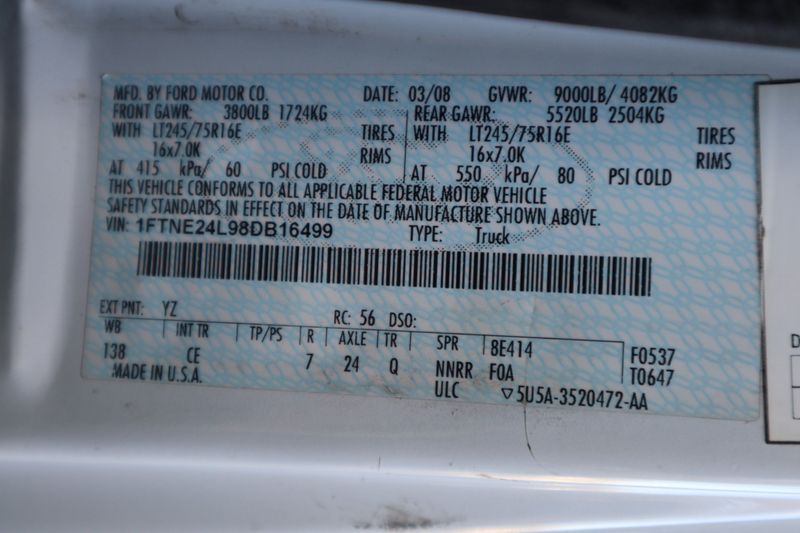 MFD. BY FORD MOTOR CO. DATE: 03/08 GVWR: 9000LB/ 4082KG
FRONT GAWR: 3800LB 1724KG REAR GAWR: 5520LB 2504KG
WITH LT245/75R16E TIRES WITH LT245/75R16E TIRES
16x7.0K RIMS 16x7.0K RIMS
AT 415 kPa/ 60 PSI COLD AT 550 kPa/ 80 PSI COLD
THIS VEHICLE CONFORMS TO ALL APPLICABLE FEDERAL MOTOR VEHICLE
SAFETY STANDARDS IN EFFECT ON THE DATE OF MANUFACTURE SHOWN ABOVE.
VIN: 1FTNE24L98DB16499 TYPE: Truck
EXT PNT: YZ RC: 56 DSO:
WB INT TR TP/PS R AXLE TR SPR 8E414 F0537
138 CE 7 24 Q NNRR F0A T0647
MADE IN U.S.A. ULC ▽5U5A-3520472-AA
D